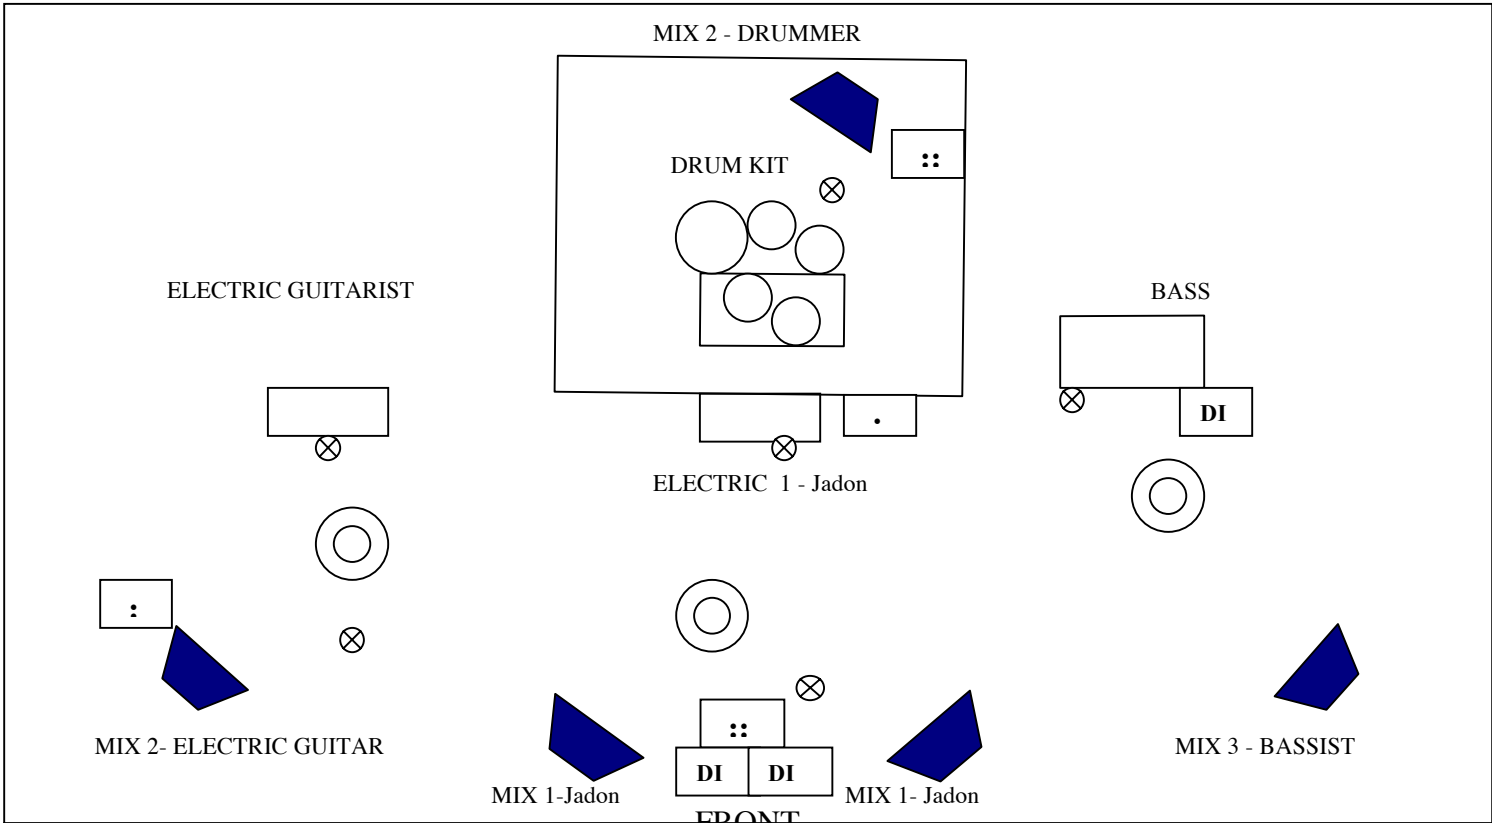 MIX 2 - DRUMMER
::
DRUM KIT
ELECTRIC GUITARIST
BASS
DI
.
ELECTRIC 1 - Jadon
:
::
MIX 2- ELECTRIC GUITAR
MIX 3 - BASSIST
DI DI
MIX 1-Jadon
MIX 1- Jadon
FRONT